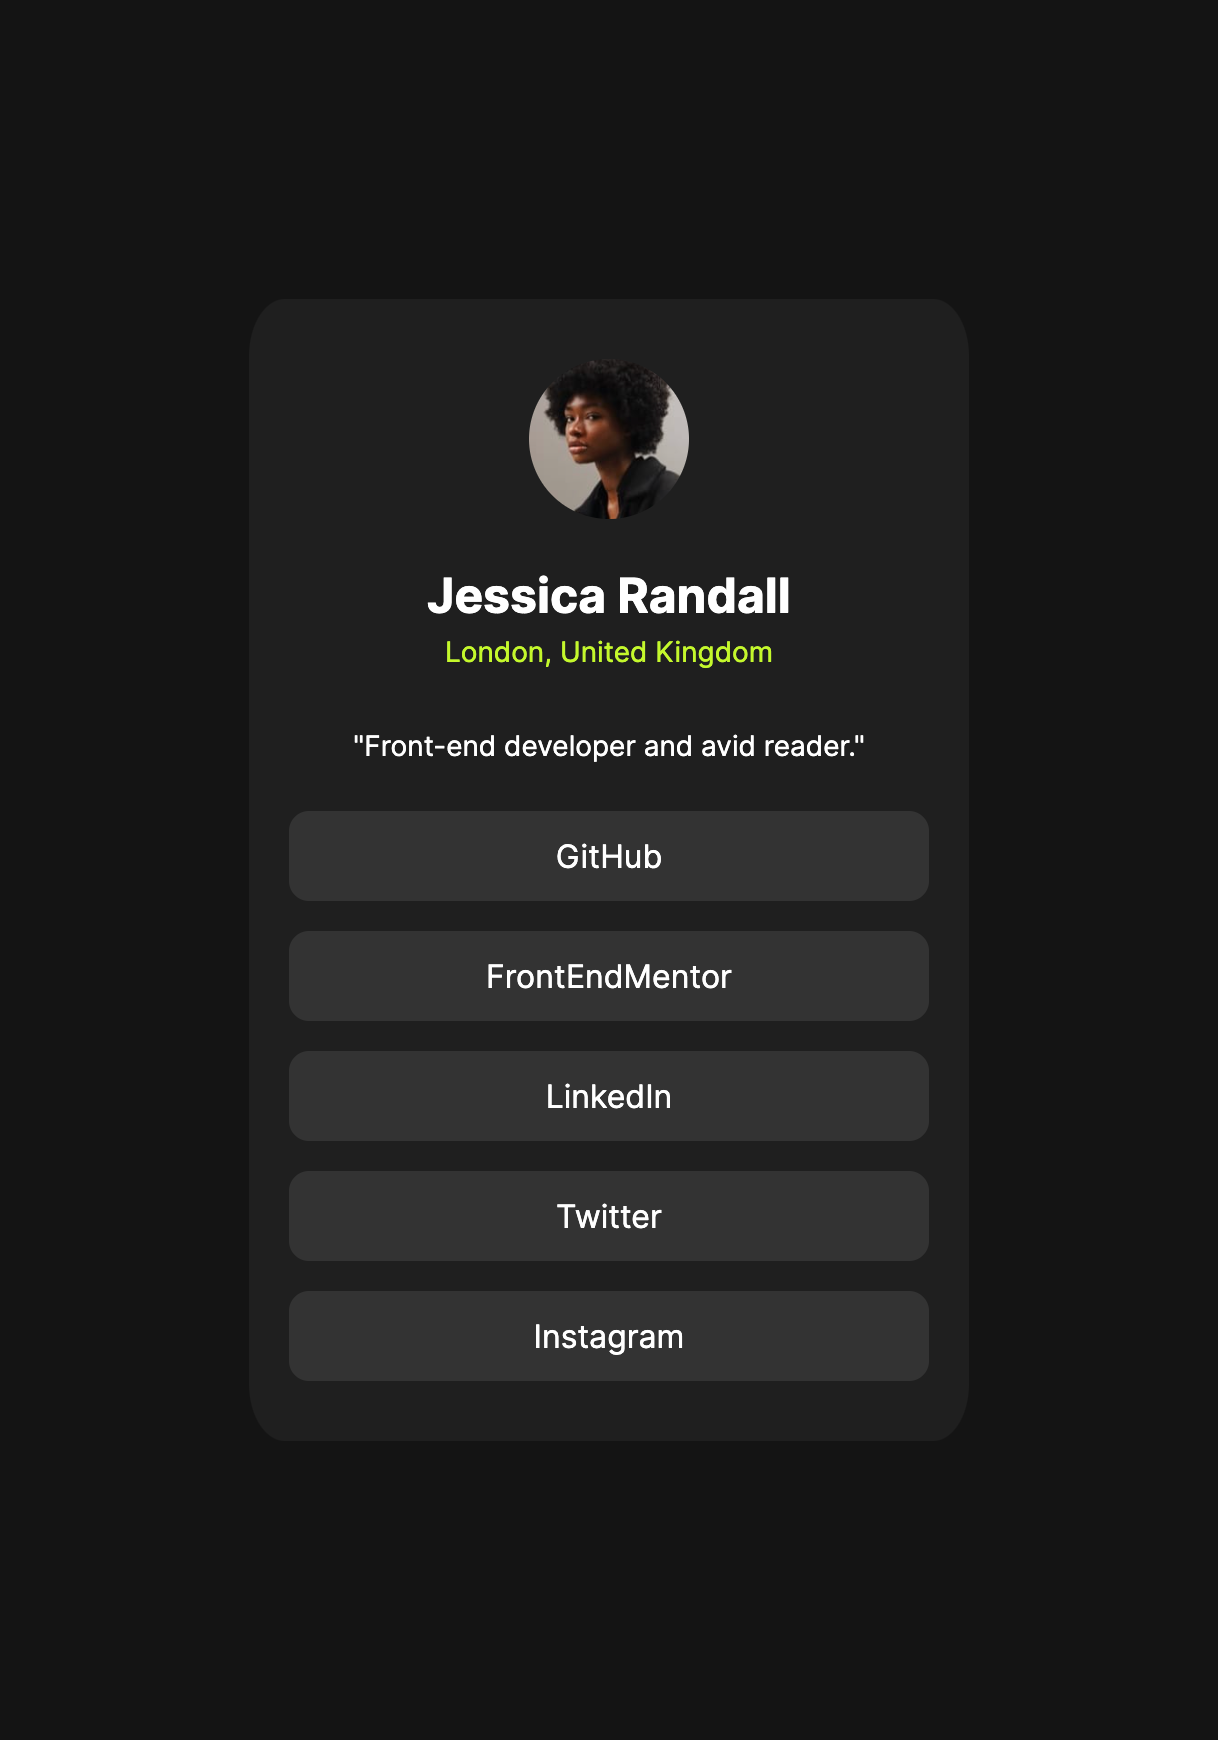 Jessica Randall
London, United Kingdom
"Front-end developer and avid reader."
GitHub
FrontEndMentor
LinkedIn
Twitter
Instagram